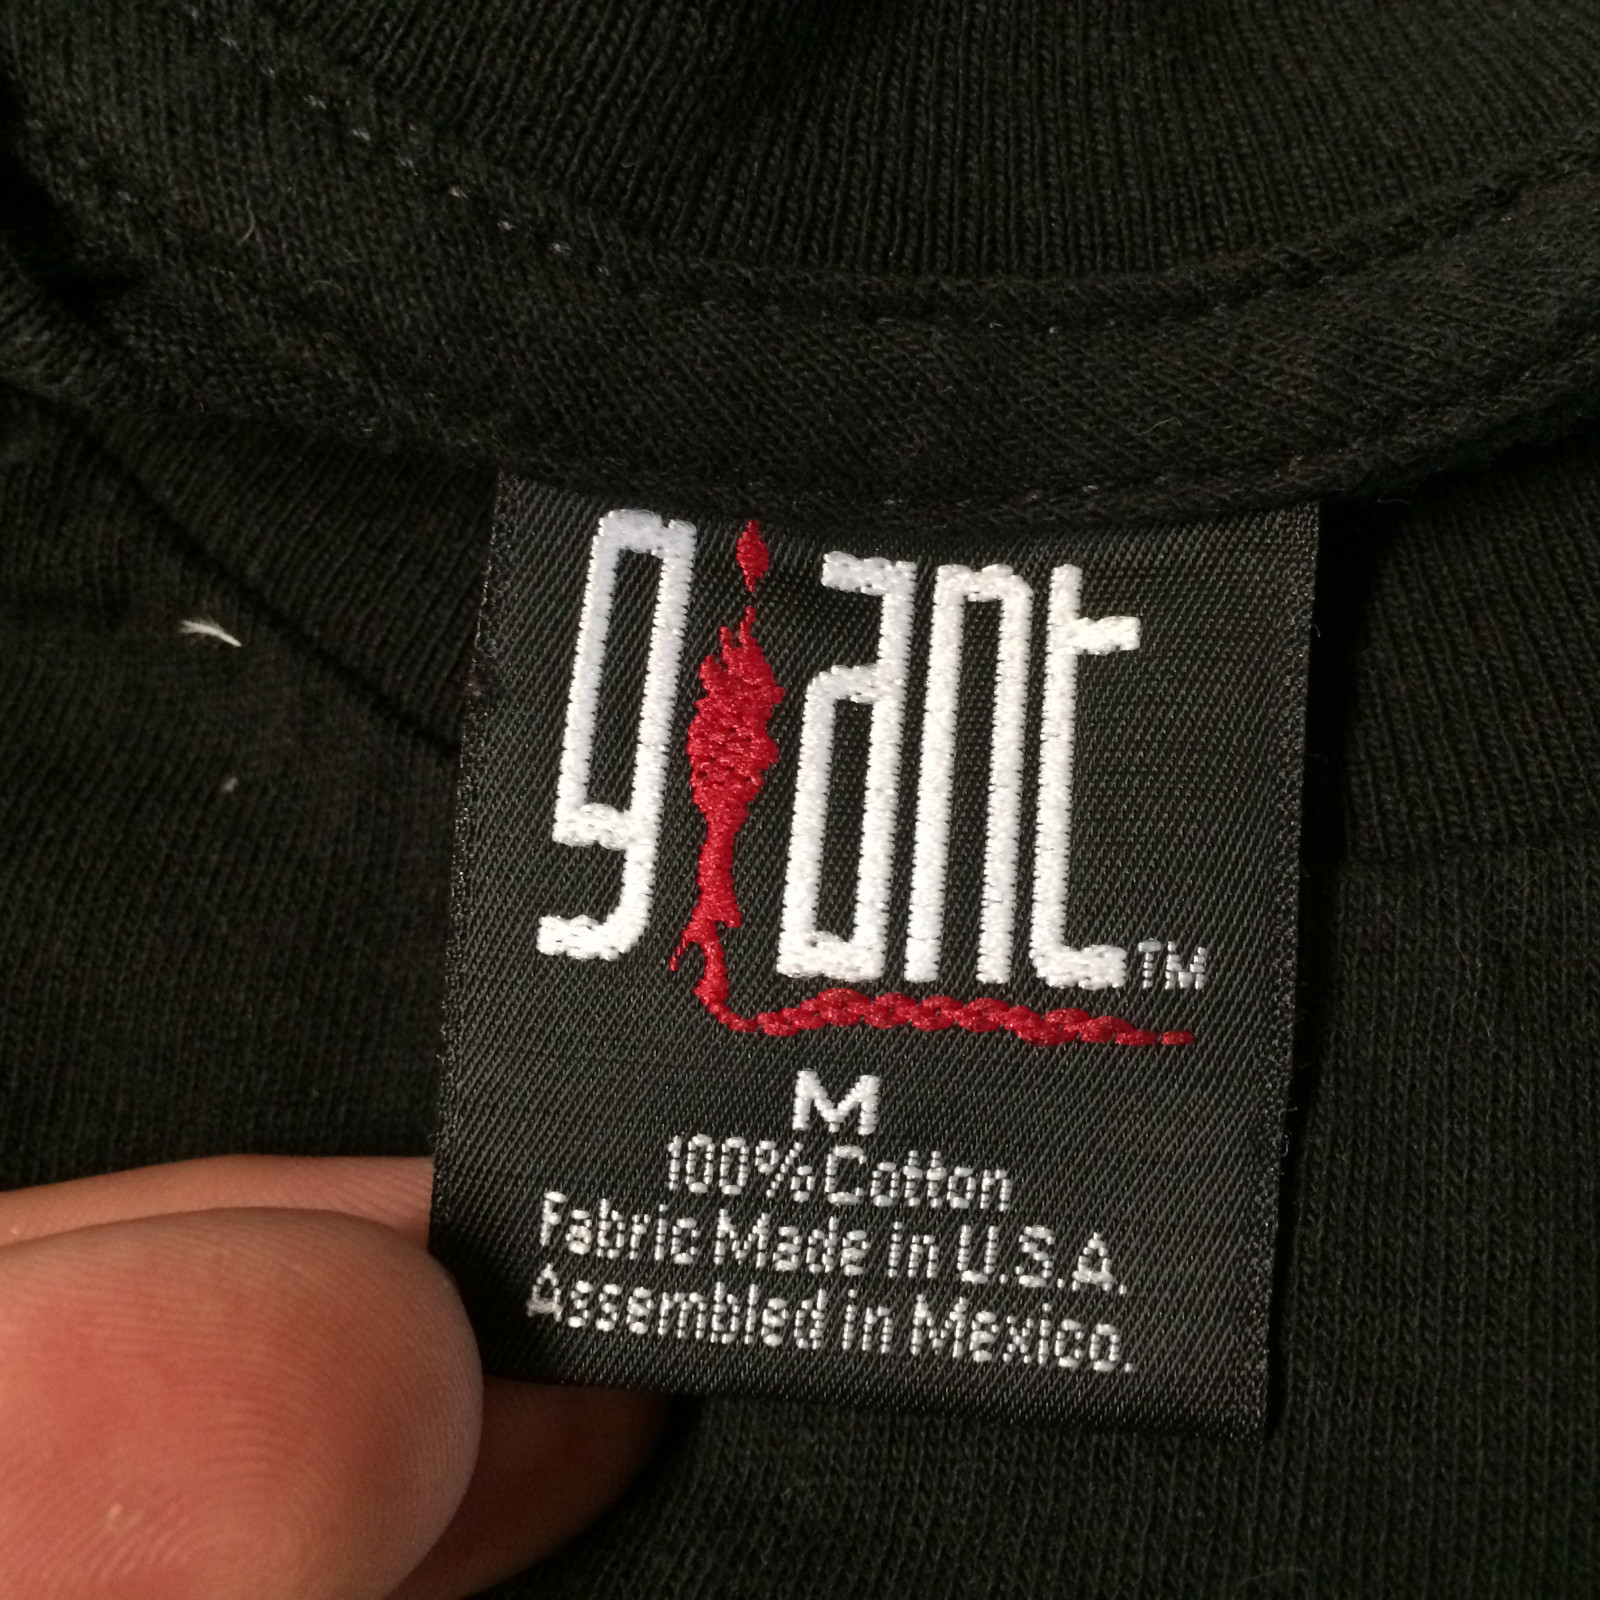 giant™
M
100% Cotton
Fabric Made in U.S.A.
Assembled in Mexico.